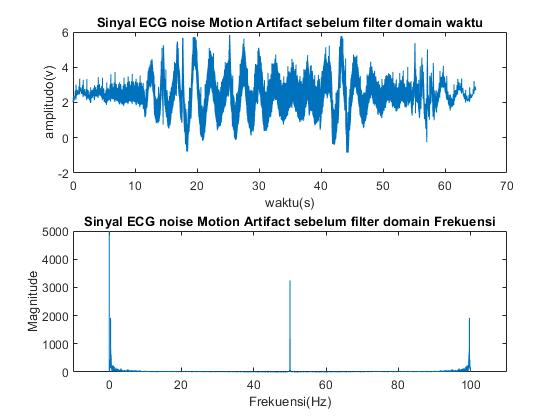 Sinyal ECG noise Motion Artifact sebelum filter domain waktu
6
4
2
0
-2
amplitudo(v)
0 10 20 30 40 50 60 70
waktu(s)
Sinyal ECG noise Motion Artifact sebelum filter domain Frekuensi
5000
4000
3000
2000
1000
0
Magnitude
0 20 40 60 80 100
Frekuensi(Hz)